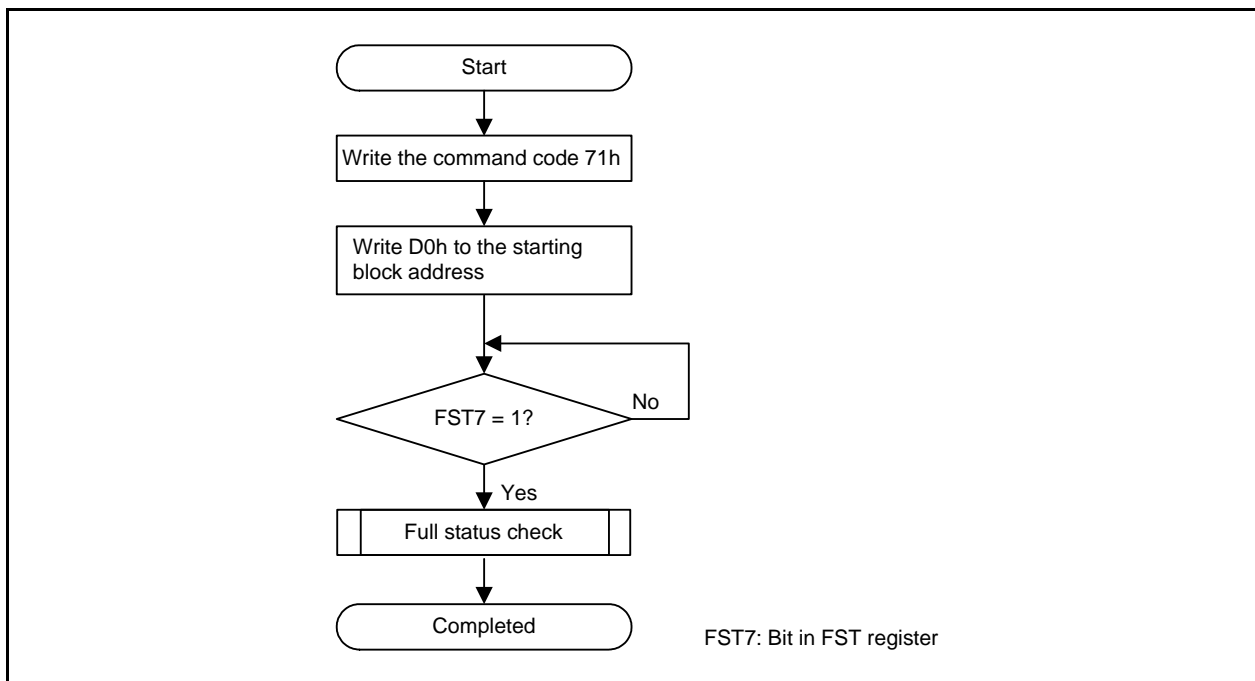 Start
Write the command code 71h
Write D0h to the starting
block address
FST7 = 1?
No
Yes
Full status check
Completed
FST7: Bit in FST register